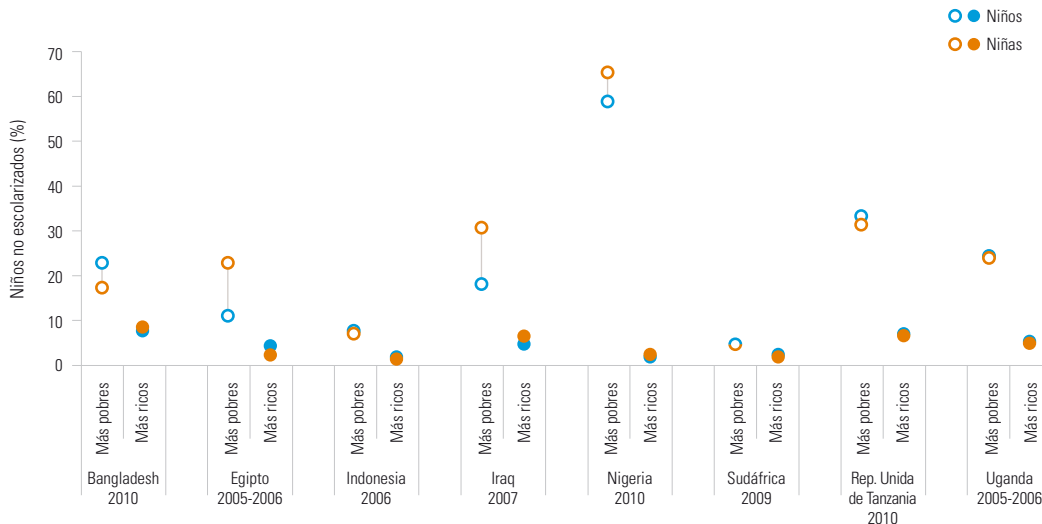 Niños
Niñas
Niños no escolarizados (%)
70
60
50
40
30
20
10
0
Más pobres
Más ricos
Más pobres
Más ricos
Más pobres
Más ricos
Más pobres
Más ricos
Más pobres
Más ricos
Más pobres
Más ricos
Más pobres
Más ricos
Más pobres
Más ricos
Bangladesh
2010
Egipto
2005-2006
Indonesia
2006
Iraq
2007
Nigeria
2010
Sudáfrica
2009
Rep. Unida
de Tanzania
2010
Uganda
2005-2006